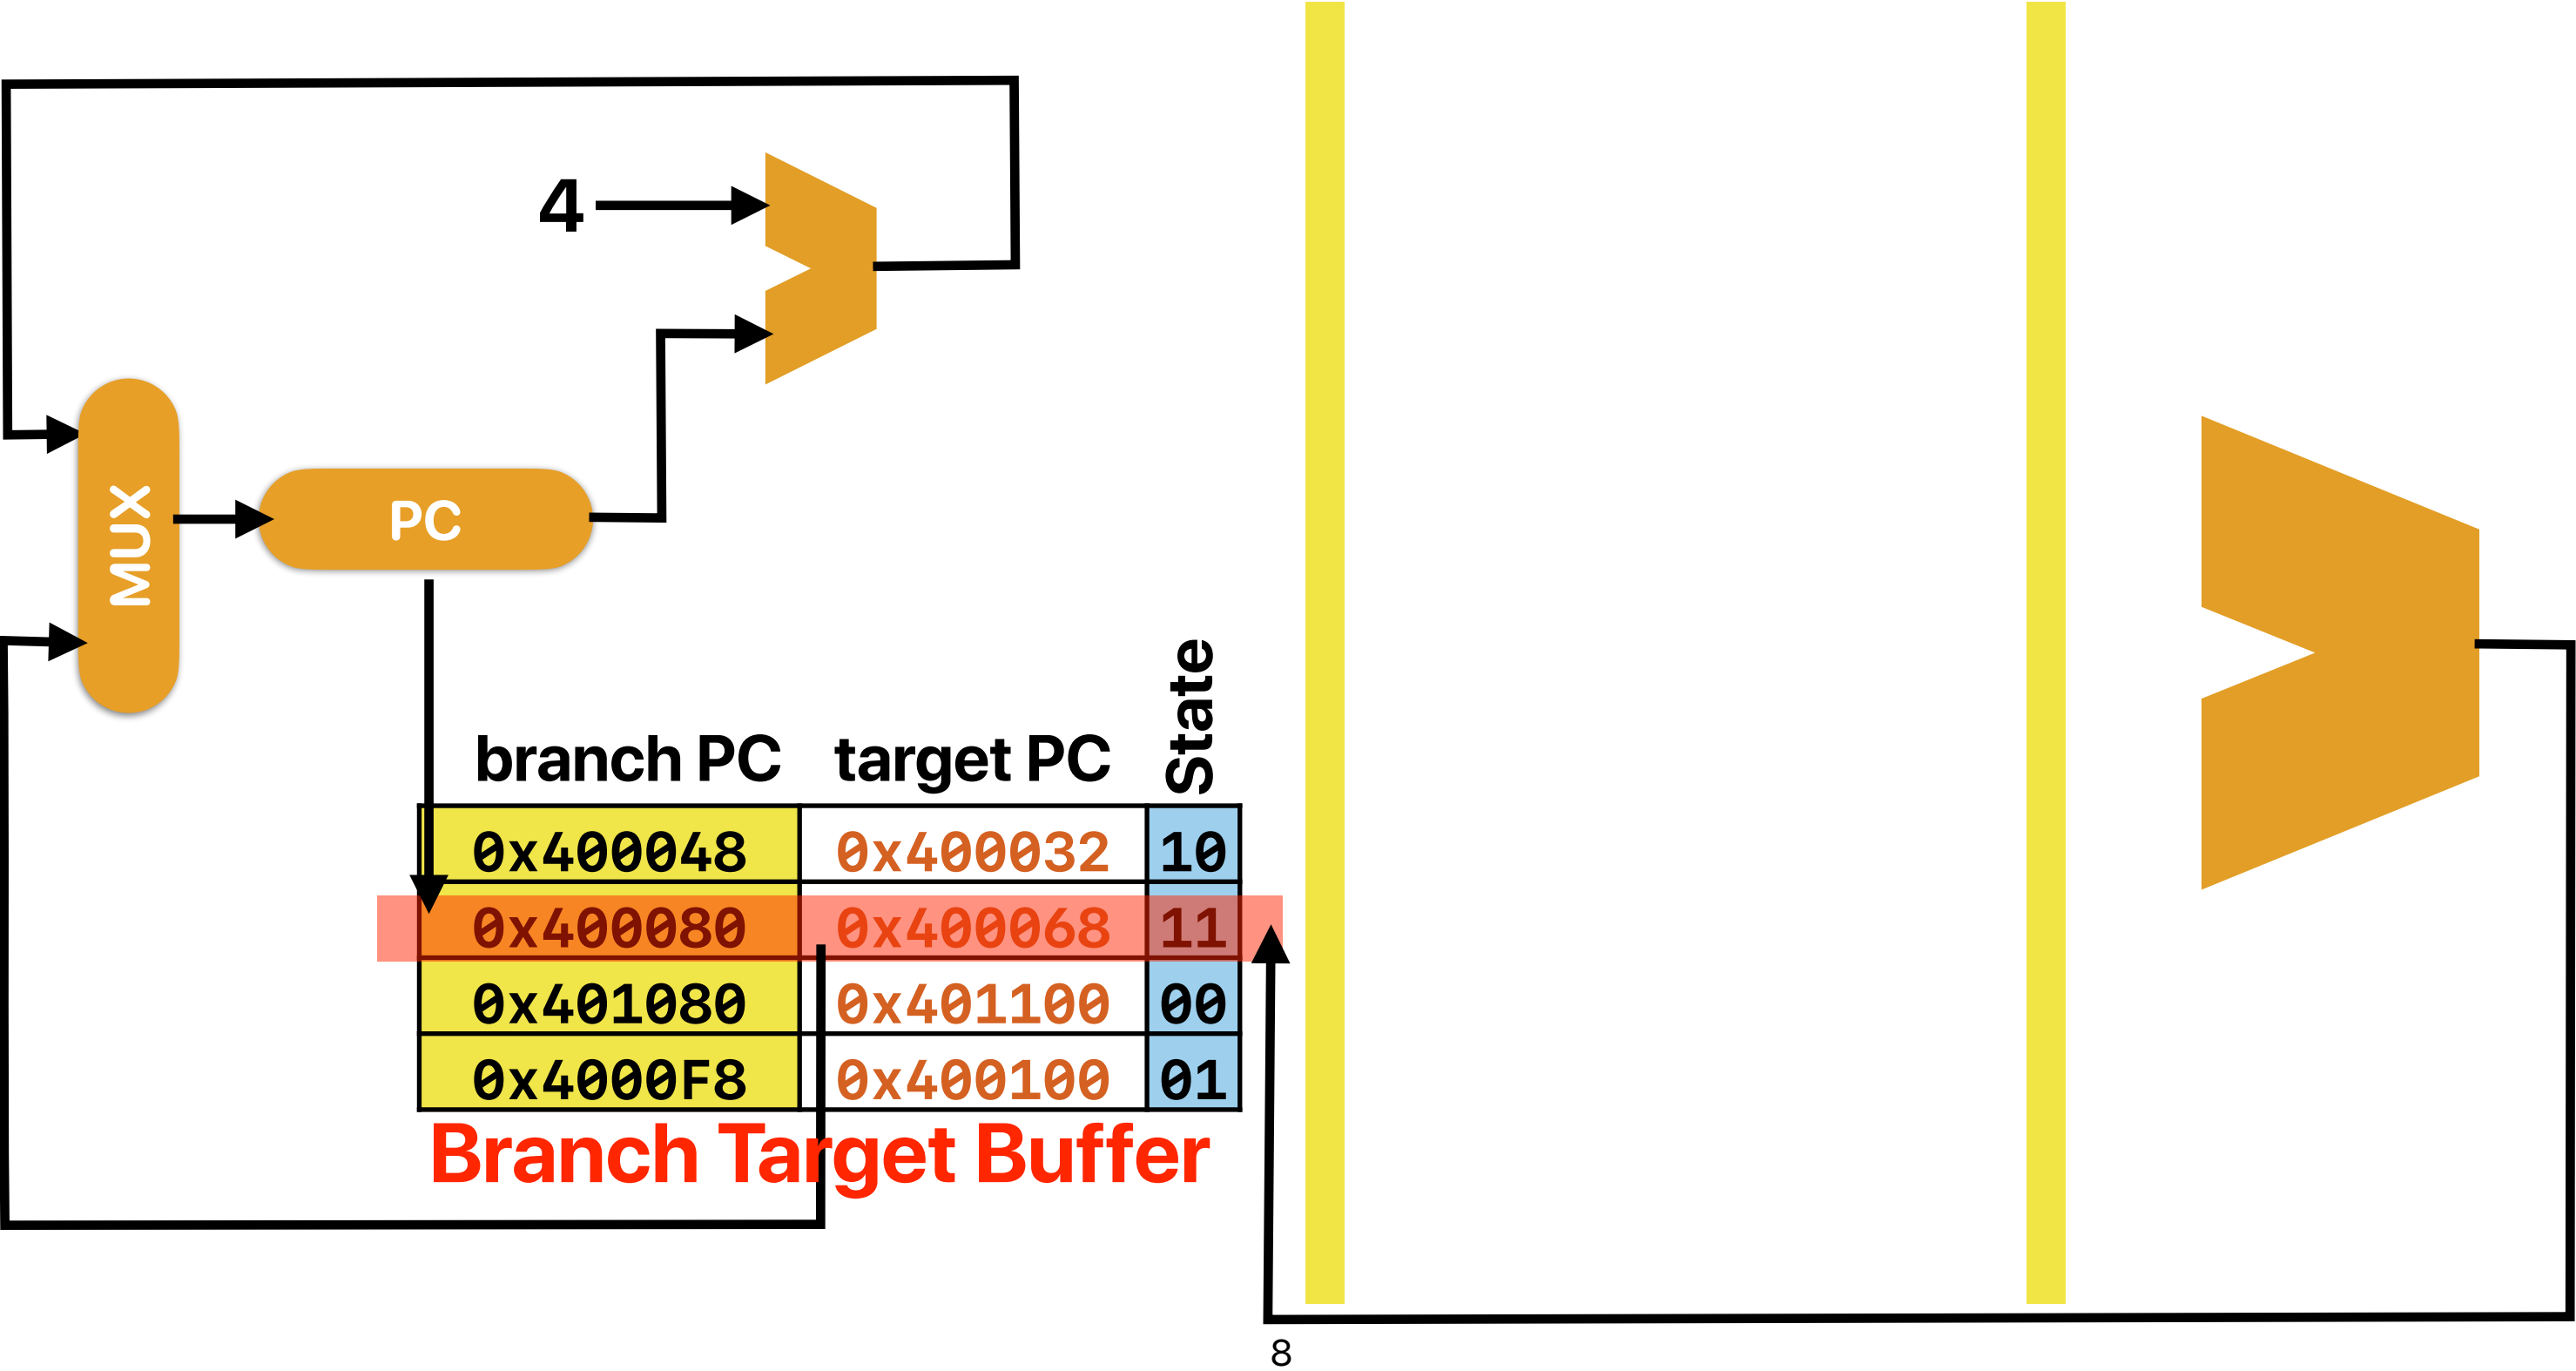 4
MUX
PC
branch PC target PC State
0x400048 0x400032 10
0x400080 0x400068 11
0x401080 0x401100 00
0x4000F8 0x400100 01
Branch Target Buffer
8